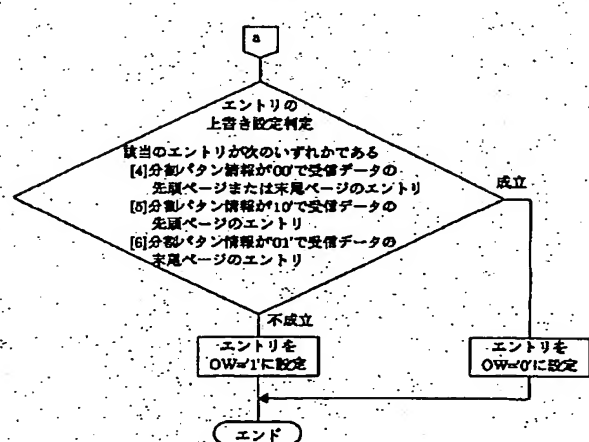 a
エントリの
上書き設定判定
該当のエントリが次のいずれかである
[4]分割パタン情報が'00'で受信データの
先頭ページまたは末尾ページのエントリ
[5]分割パタン情報が'10'で受信データの
先頭ページのエントリ
[6]分割パタン情報が'01'で受信データの
末尾ページのエントリ
成立
不成立
エントリを
OW='1'に設定
エントリを
OW='0'に設定
エンド